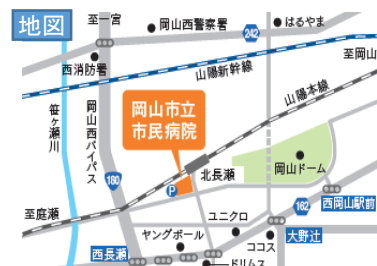 地図
至一宮
岡山西警察署
はるやま
242
西消防署
山陽新幹線
至岡山
笹ヶ瀬川
岡山西バイパス
岡山市立
市民病院
山陽本線
180
P
北長瀬
岡山ドーム
至庭瀬
162
西岡山駅前
ユニクロ
西長瀬
ヤングボール
ココス
大野辻
ドリムス